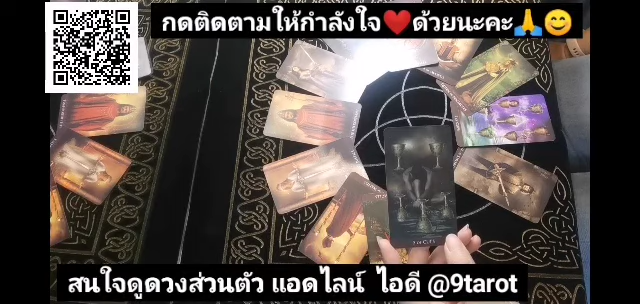 กดติดตามให้กำลังใจ❤️ด้วยนะคะ🙏😊
สนใจดูดวงส่วนตัว แอดไลน์ ไอดี @9tarot